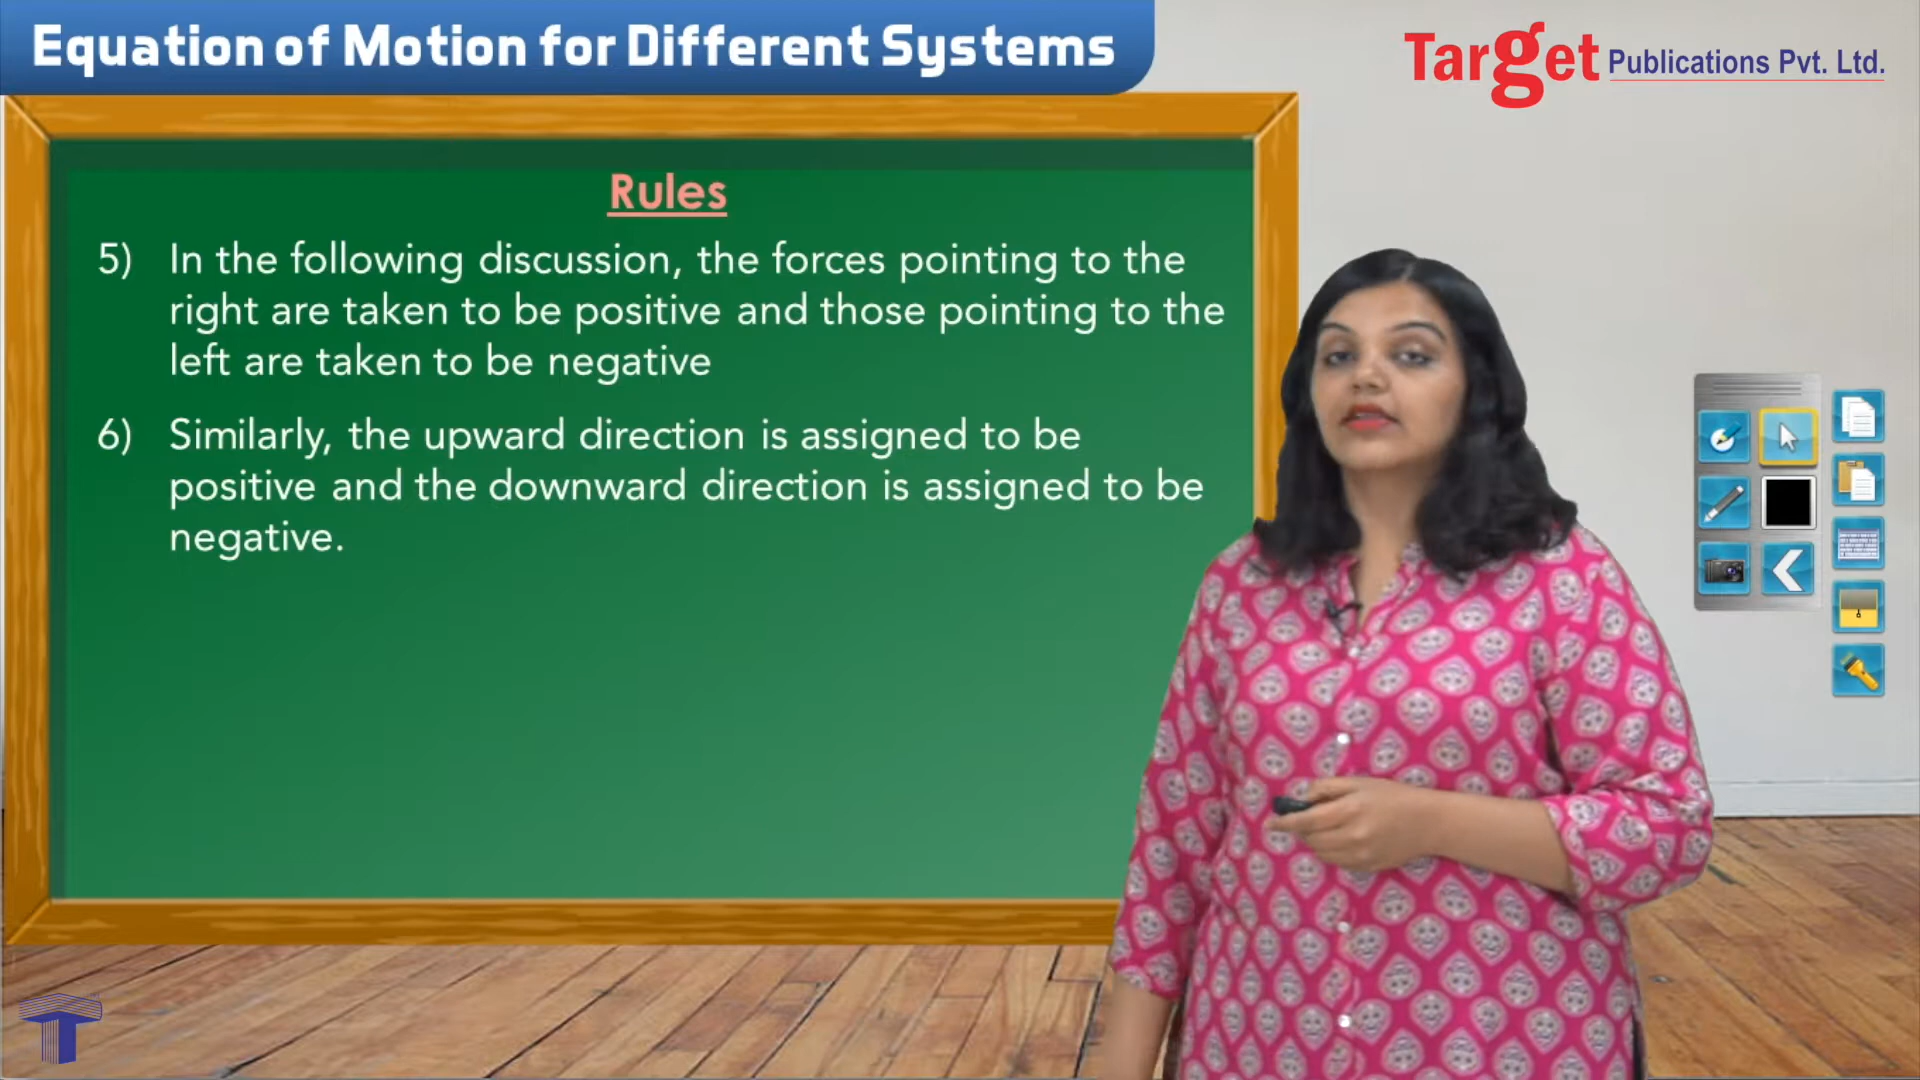 Equation of Motion for Different Systems
Target Publications Pvt. Ltd.
Rules
5) In the following discussion, the forces pointing to the
right are taken to be positive and those pointing to the
left are taken to be negative
6) Similarly, the upward direction is assigned to be
positive and the downward direction is assigned to be
negative.
T